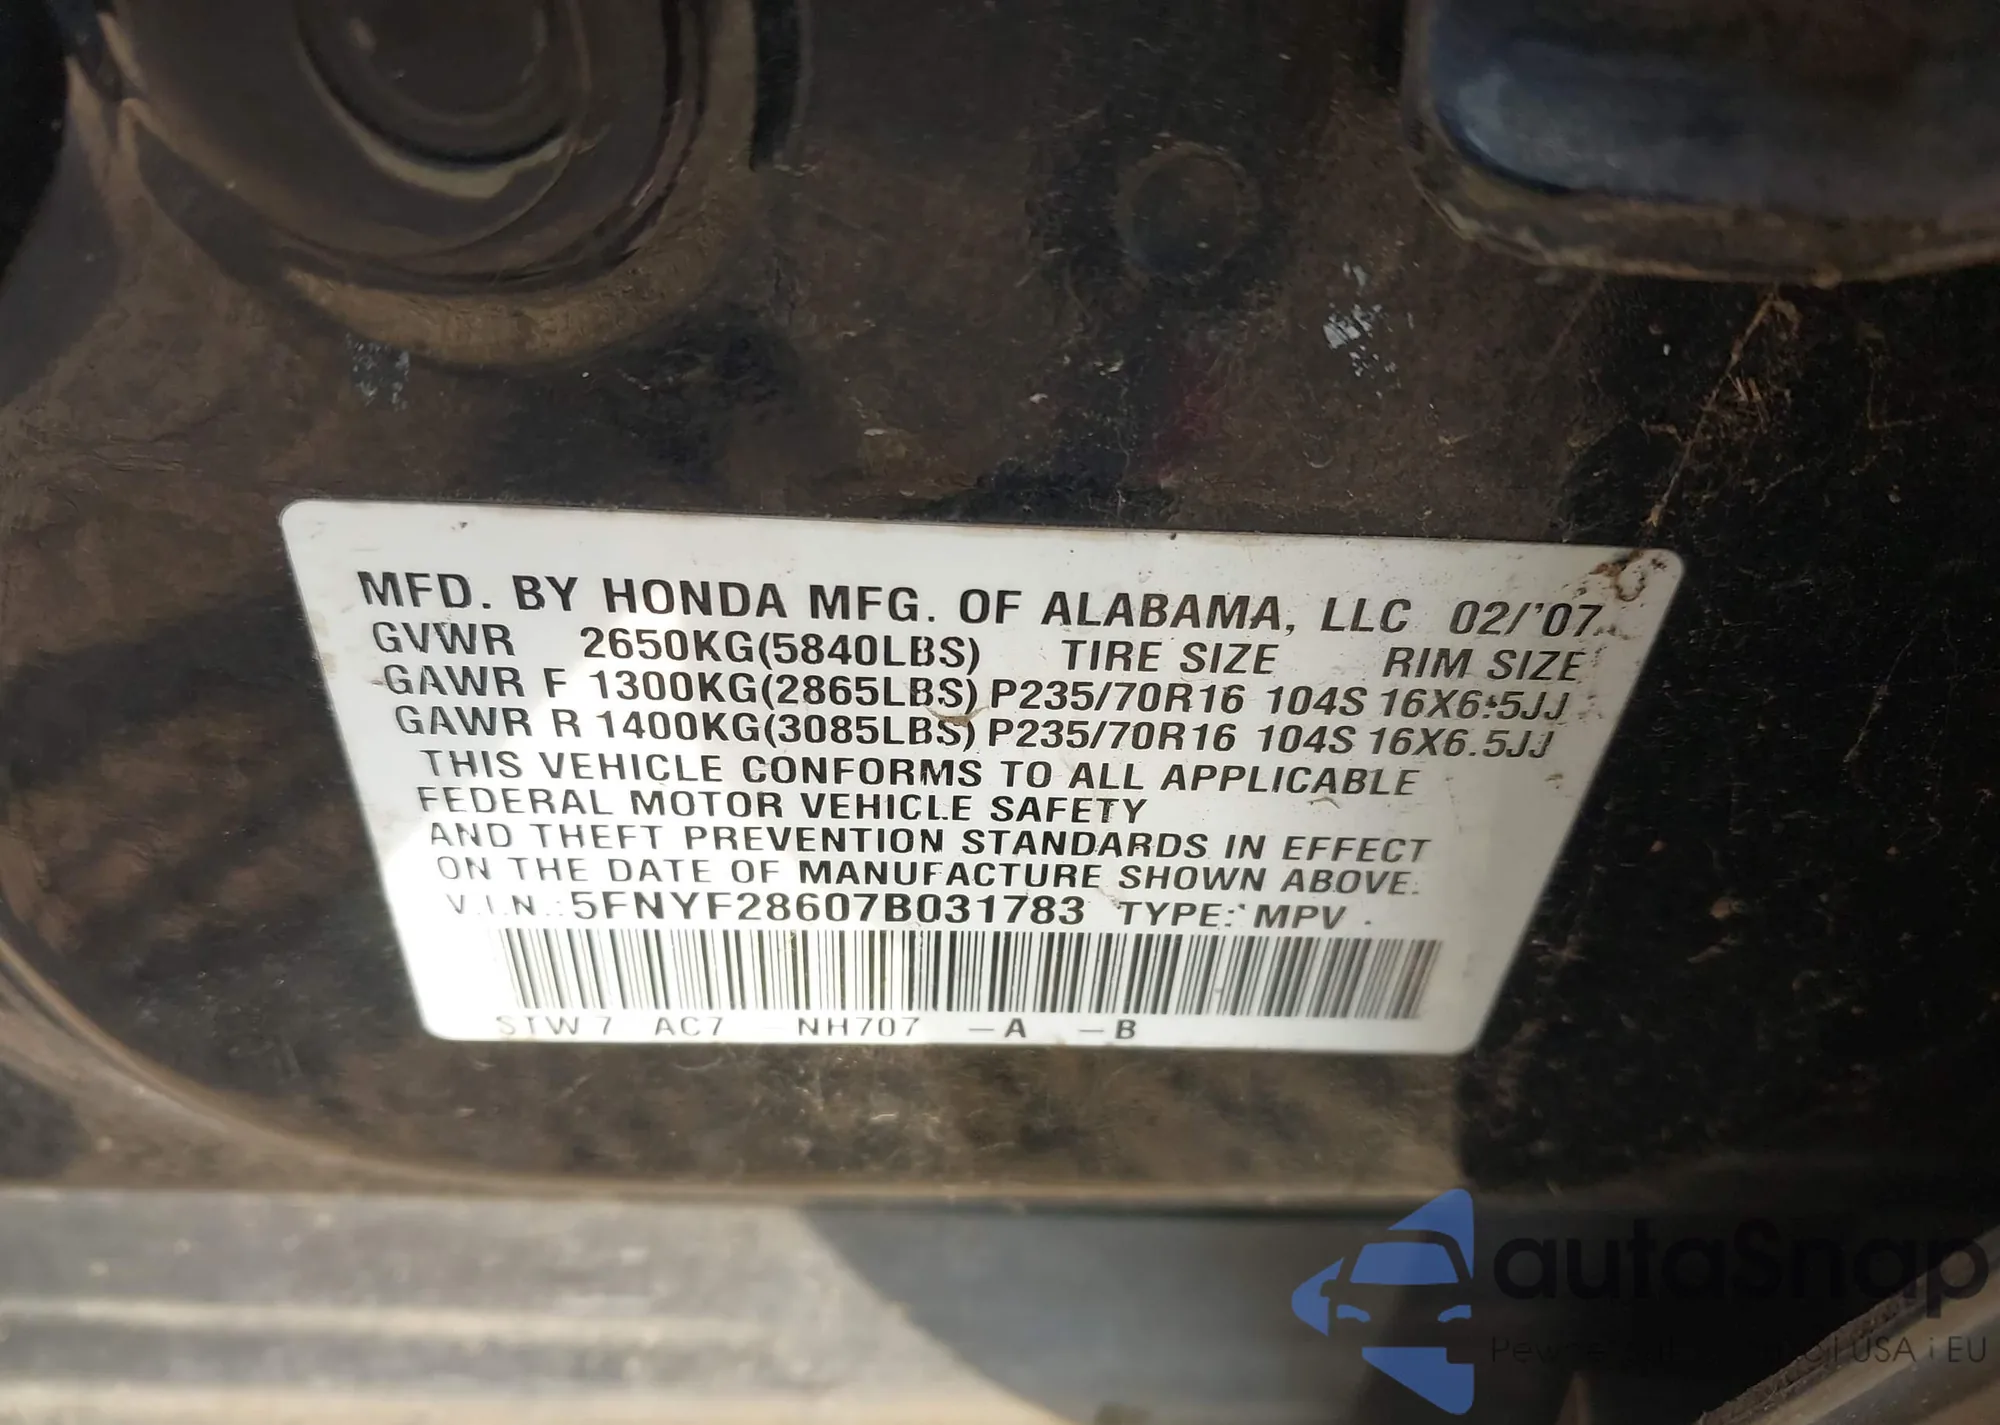 MFD. BY HONDA MFG. OF ALABAMA, LLC 02/'07
GVWR 2650KG(5840LBS) TIRE SIZE RIM SIZE
GAWR F 1300KG(2865LBS) P235/70R16 104S 16X6.5JJ
GAWR R 1400KG(3085LBS) P235/70R16 104S 16X6.5JJ
THIS VEHICLE CONFORMS TO ALL APPLICABLE
FEDERAL MOTOR VEHICLE SAFETY
AND THEFT PREVENTION STANDARDS IN EFFECT
ON THE DATE OF MANUFACTURE SHOWN ABOVE.
V.I.N.: 5FNYF28607B031783 TYPE: MPV
STW7 AC7 NH707 –A –B
autaSnap
USA i EU